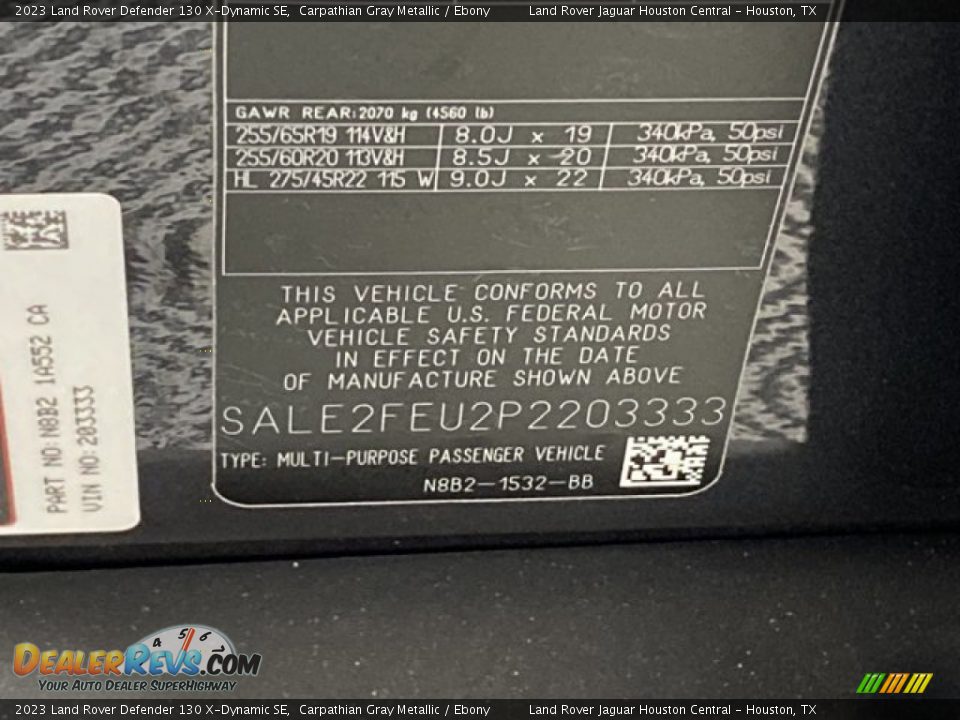 2023 Land Rover Defender 130 X-Dynamic SE,  Carpathian Gray Metallic / Ebony  Land Rover Jaguar Houston Central - Houston, TX
GAWR REAR:2070 kg (4560 lb)
255/65R19 114V&H 8.0J x 19 340kPa, 50psi
255/60R20 113V&H 8.5J x 20 340kPa, 50psi
HL 275/45R22 115 W 9.0J x 22 340kPa, 50psi
THIS VEHICLE CONFORMS TO ALL
APPLICABLE U.S. FEDERAL MOTOR
VEHICLE SAFETY STANDARDS
IN EFFECT ON THE DATE
OF MANUFACTURE SHOWN ABOVE
SALE2FEU2P2203333
TYPE: MULTI-PURPOSE PASSENGER VEHICLE
N8B2-1532-BB
PART NO:N8B2 1A552 CA
VIN NO:203333
4 5 6
DEALERREVS.COM
YOUR AUTO DEALER SUPERHIGHWAY
2023 Land Rover Defender 130 X-Dynamic SE,  Carpathian Gray Metallic / Ebony  Land Rover Jaguar Houston Central - Houston, TX